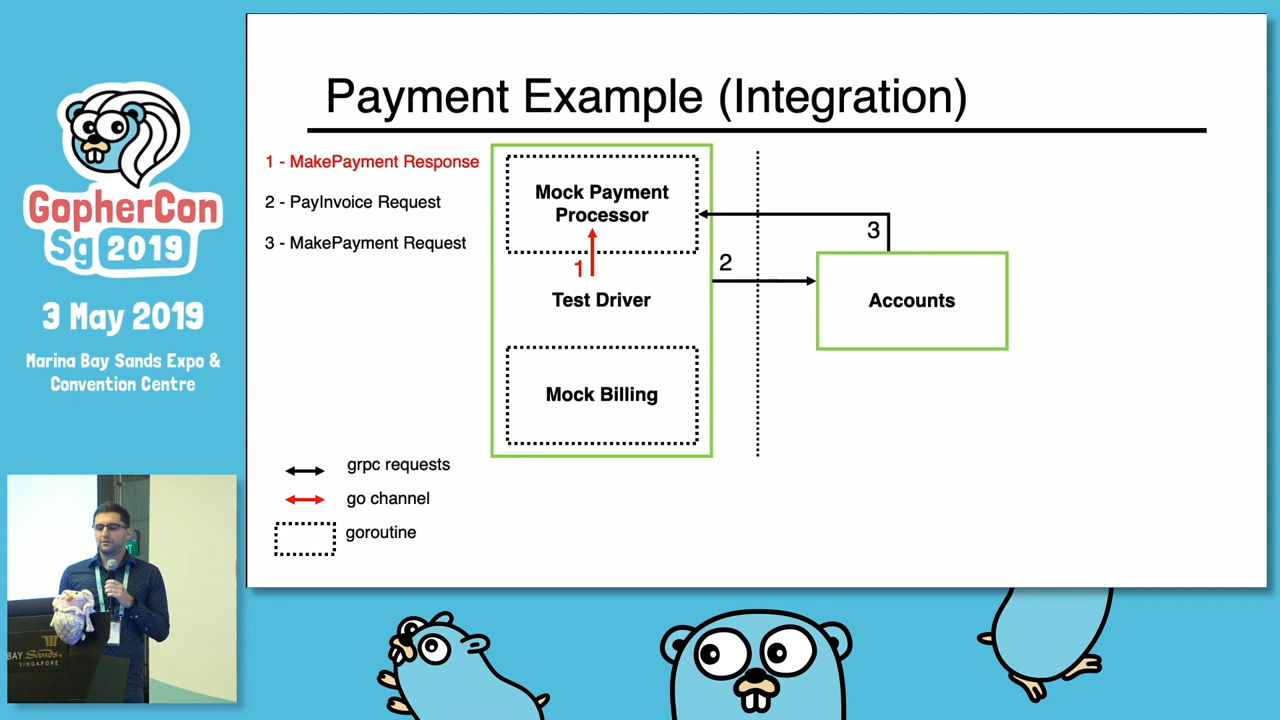 GopherCon
Sg 2019
3 May 2019
Marina Bay Sands Expo &
Convention Centre
Payment Example (Integration)
1 - MakePayment Response
2 - PayInvoice Request
3 - MakePayment Request
Mock Payment
Processor
1
Test Driver
Mock Billing
2
3
Accounts
grpc requests
go channel
goroutine
BAY Sands
SINGAPORE